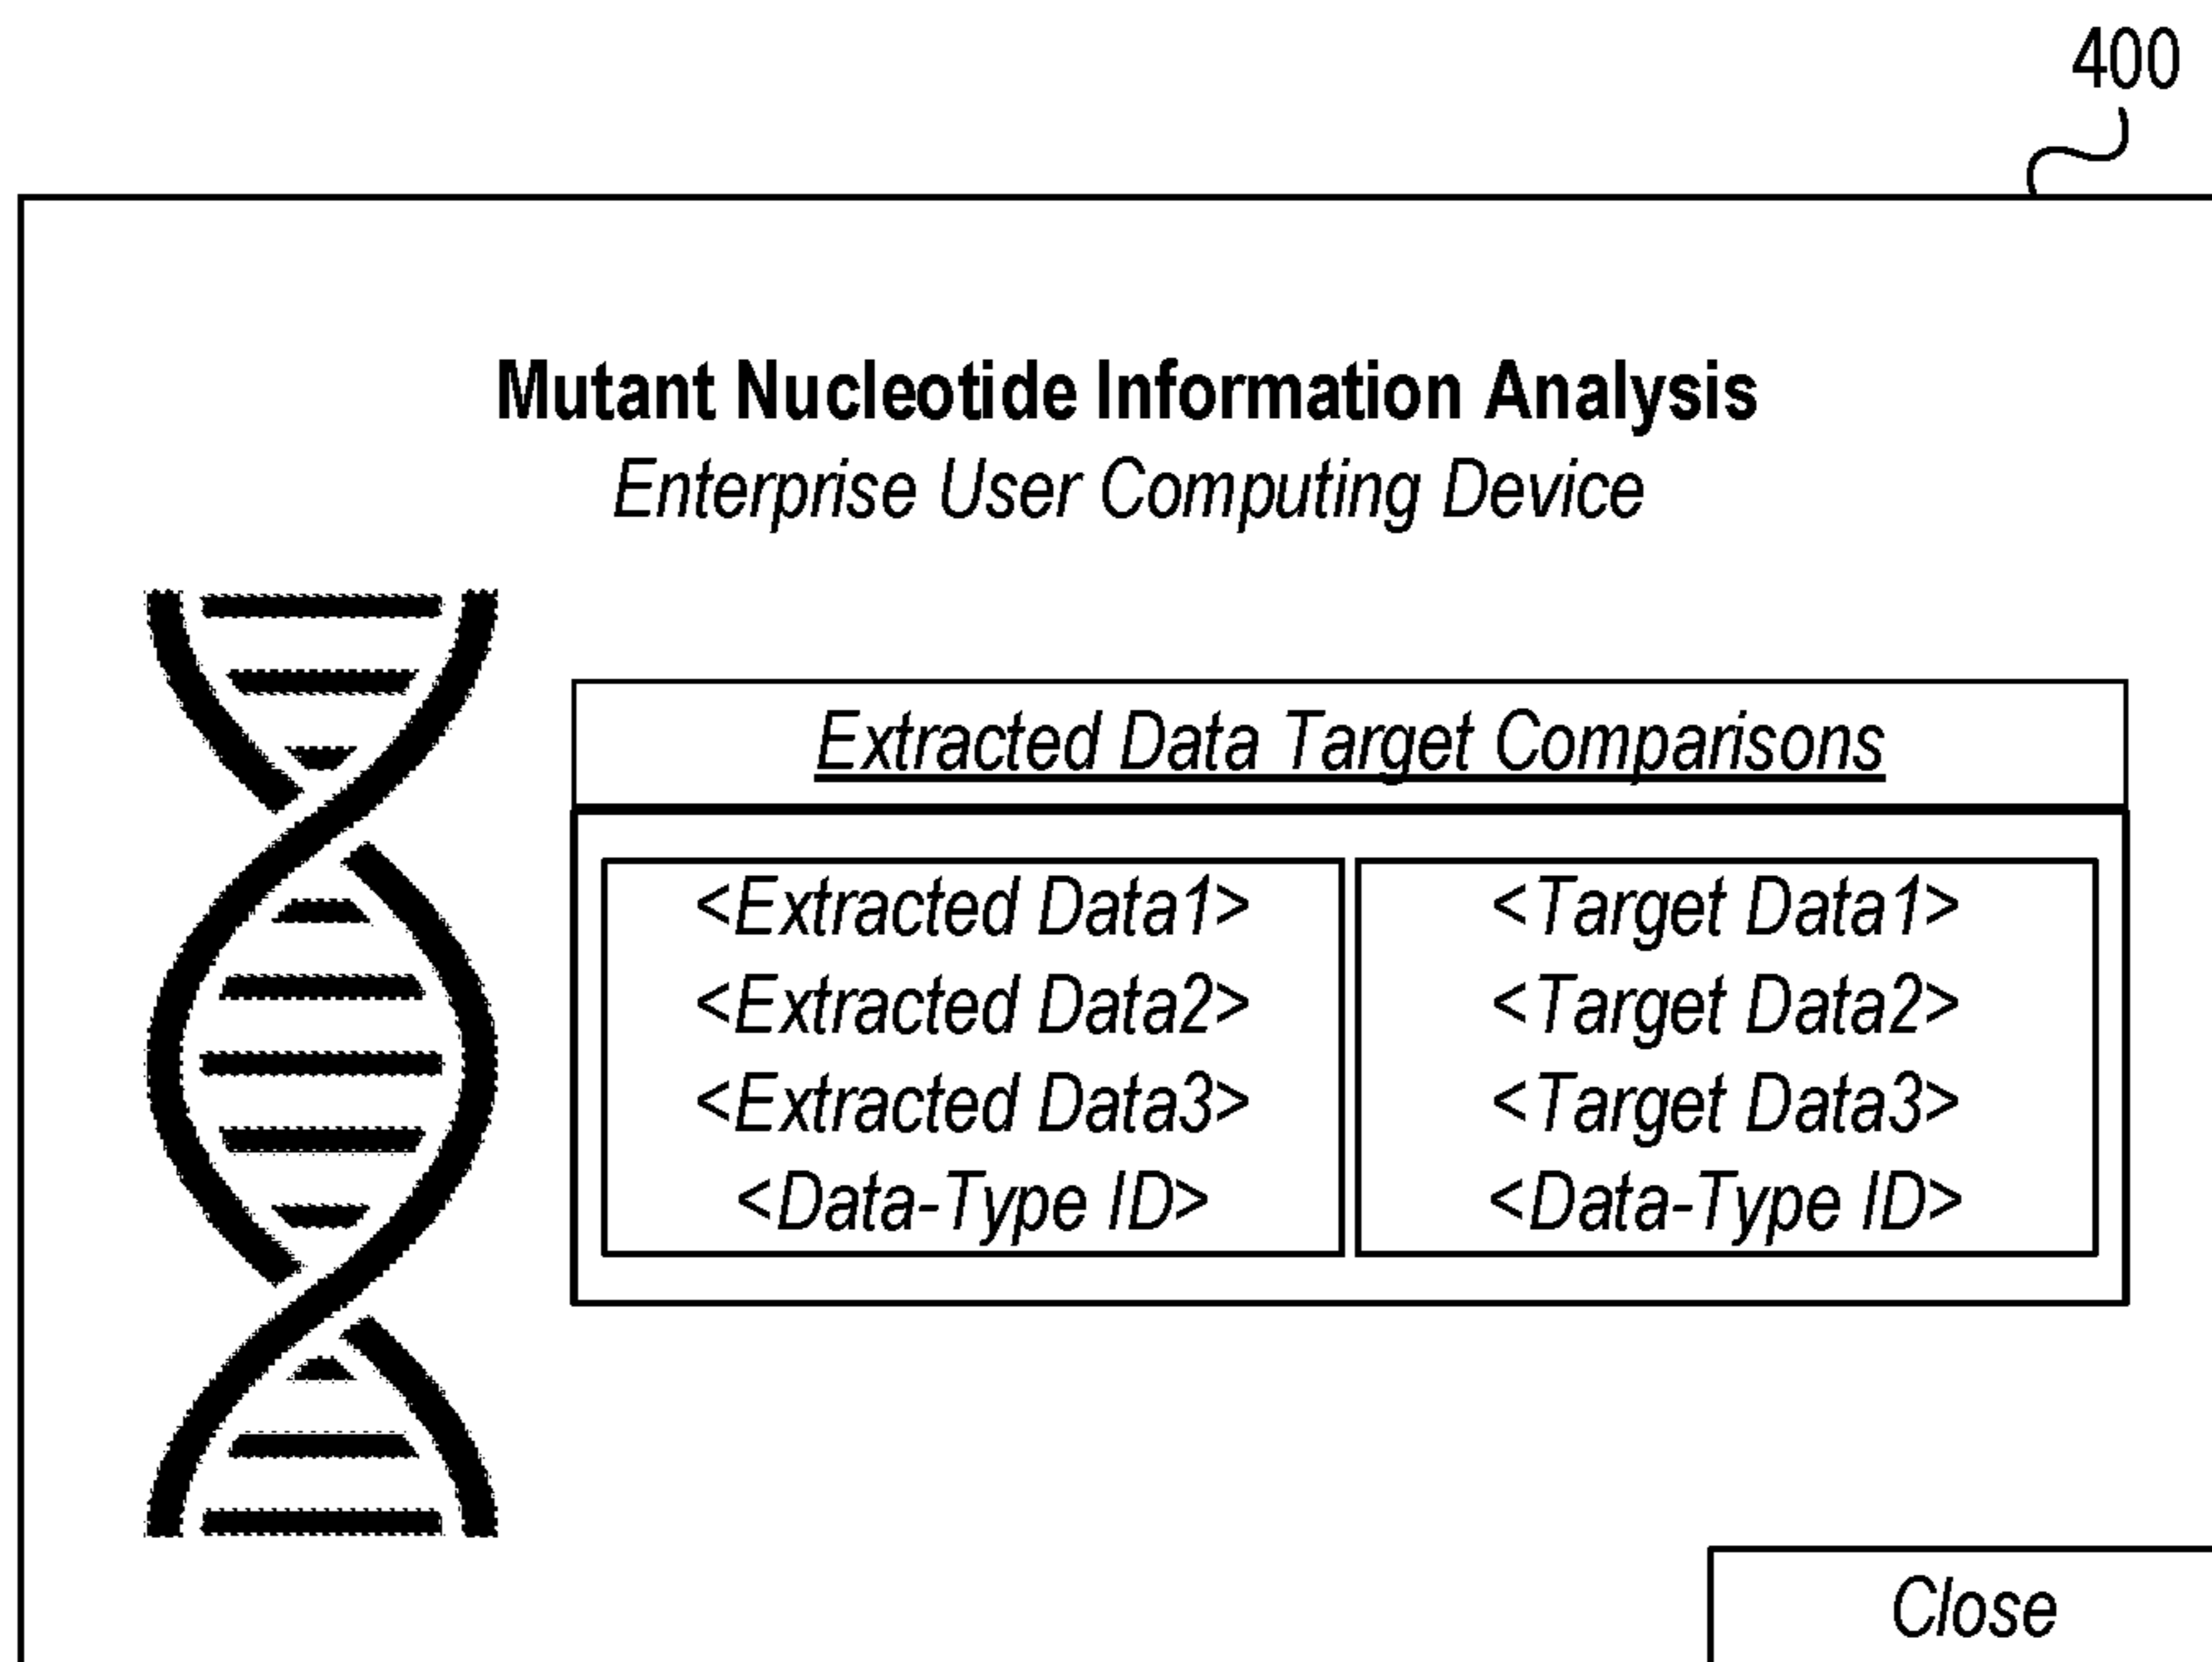 400
Mutant Nucleotide Information Analysis
Enterprise User Computing Device
Extracted Data Target Comparisons
<Extracted Data1> <Target Data1>
<Extracted Data2> <Target Data2>
<Extracted Data3> <Target Data3>
<Data-Type ID> <Data-Type ID>
Close